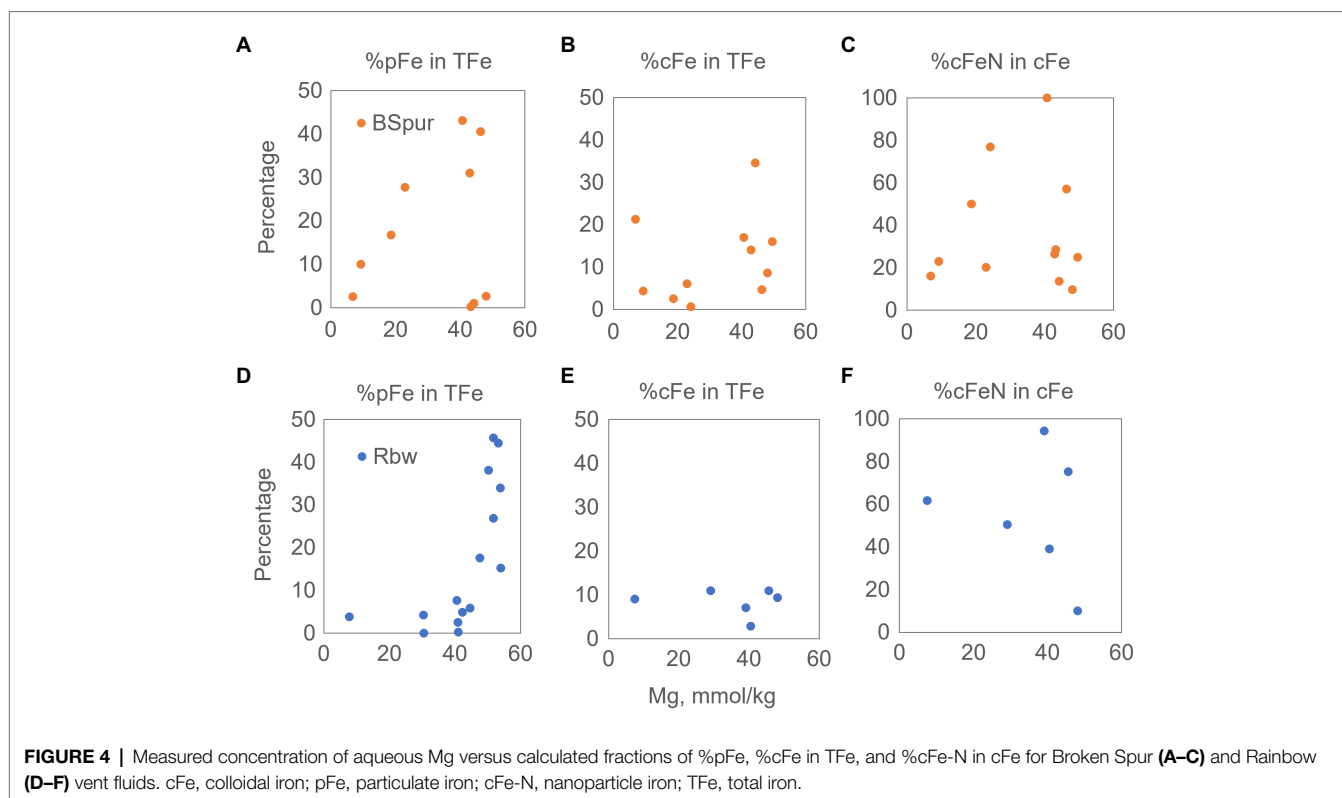 A
B
C
%pFe in TFe
%cFe in TFe
%cFeN in cFe
50
40
30
20
10
0
BSpur
Percentage
0 20 40 60
50
40
30
20
10
0
0 20 40 60
100
80
60
40
20
0
0 20 40 60
D
E
F
%pFe in TFe
%cFe in TFe
%cFeN in cFe
50
40
30
20
10
0
Rbw
Percentage
0 20 40 60
50
40
30
20
10
0
0 20 40 60
100
80
60
40
20
0
0 20 40 60
Mg, mmol/kg
FIGURE 4 | Measured concentration of aqueous Mg versus calculated fractions of %pFe, %cFe in TFe, and %cFe-N in cFe for Broken Spur (A–C) and Rainbow
(D–F) vent fluids. cFe, colloidal iron; pFe, particulate iron; cFe-N, nanoparticle iron; TFe, total iron.